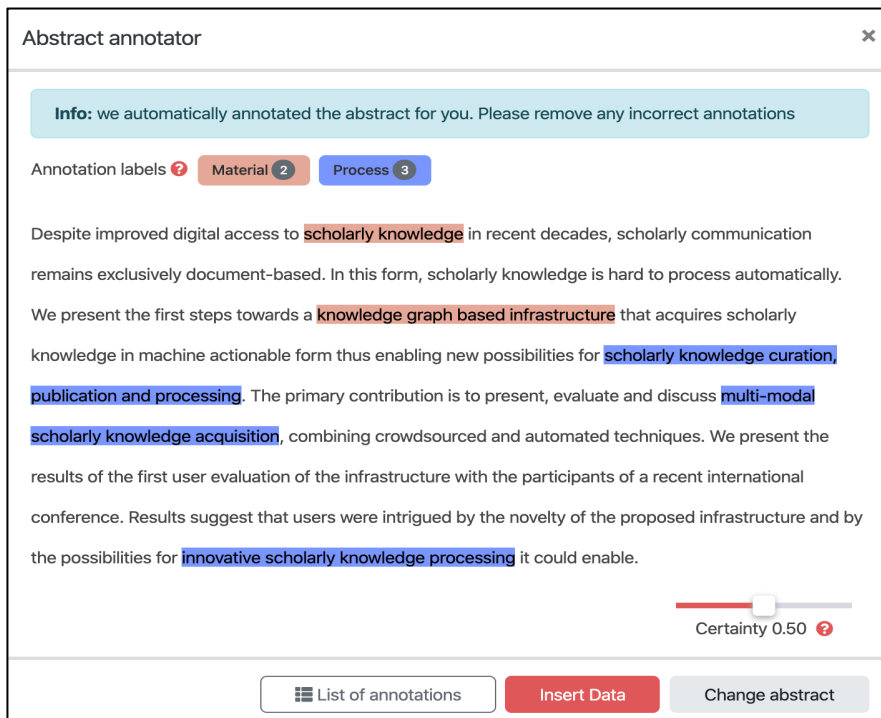 Abstract annotator ×
Info: we automatically annotated the abstract for you. Please remove any incorrect annotations
Annotation labels ? Material 2 Process 3
Despite improved digital access to scholarly knowledge in recent decades, scholarly communication
remains exclusively document-based. In this form, scholarly knowledge is hard to process automatically.
We present the first steps towards a knowledge graph based infrastructure that acquires scholarly
knowledge in machine actionable form thus enabling new possibilities for scholarly knowledge curation,
publication and processing. The primary contribution is to present, evaluate and discuss multi-modal
scholarly knowledge acquisition, combining crowdsourced and automated techniques. We present the
results of the first user evaluation of the infrastructure with the participants of a recent international
conference. Results suggest that users were intrigued by the novelty of the proposed infrastructure and by
the possibilities for innovative scholarly knowledge processing it could enable.
Certainty 0.50 ?
List of annotations Insert Data Change abstract